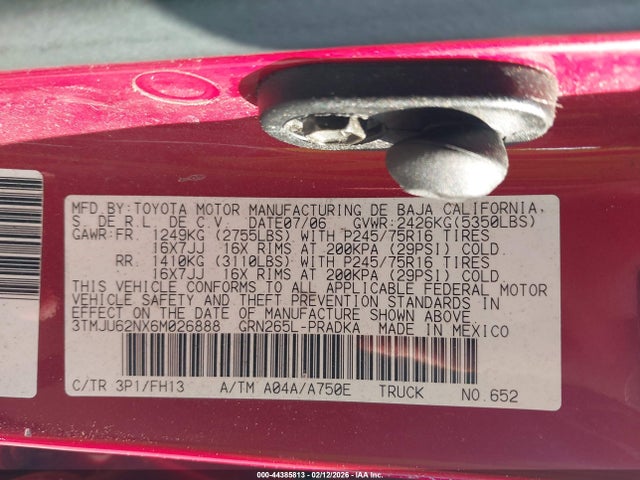 MFD BY:TOYOTA MOTOR MANUFACTURING DE BAJA CALIFORNIA,
S. DE R.L. DE C.V. DATE07/06 GVWR:2426KG(5350LBS)
GAWR:FR. 1249KG(2755LBS) WITH P245/75R16 TIRES
16X7JJ 16X RIMS AT 200KPA(29PSI) COLD.
RR. 1410KG(3110LBS) WITH P245/75R16 TIRES
16X7JJ 16X RIMS AT 200KPA(29PSI) COLD.
THIS VEHICLE CONFORMS TO ALL APPLICABLE FEDERAL MOTOR
VEHICLE SAFETY AND THEFT PREVENTION STANDARDS IN
EFFECT ON THE DATE OF MANUFACTURE SHOWN ABOVE
3TMJU62NX6M026888 GRN265L-PRADKA MADE IN MEXICO
C/TR 3P1/FH13 A/TM A04A/A750E TRUCK NO.652
000-44385813 - 02/12/2026 - IAA Inc.